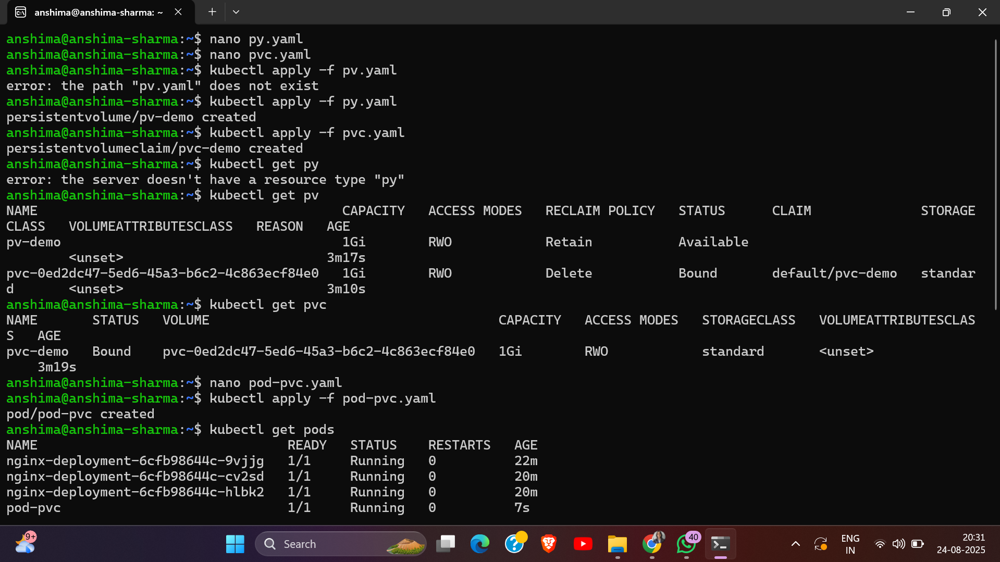 anshima@anshima-sharma: ~
anshima@anshima-sharma:~$ nano py.yaml
anshima@anshima-sharma:~$ nano pvc.yaml
anshima@anshima-sharma:~$ kubectl apply -f pv.yaml
error: the path "pv.yaml" does not exist
anshima@anshima-sharma:~$ kubectl apply -f py.yaml
persistentvolume/pv-demo created
anshima@anshima-sharma:~$ kubectl apply -f pvc.yaml
persistentvolumeclaim/pvc-demo created
anshima@anshima-sharma:~$ kubectl get py
error: the server doesn't have a resource type "py"
anshima@anshima-sharma:~$ kubectl get pv
NAME CAPACITY ACCESS MODES RECLAIM POLICY STATUS CLAIM STORAGE
CLASS VOLUMEATTRIBUTESCLASS REASON AGE
pv-demo 1Gi RWO Retain Available
<unset> 3m17s
pvc-0ed2dc47-5ed6-45a3-b6c2-4c863ecf84e0 1Gi RWO Delete Bound default/pvc-demo standar
d <unset> 3m10s
anshima@anshima-sharma:~$ kubectl get pvc
NAME STATUS VOLUME CAPACITY ACCESS MODES STORAGECLASS VOLUMEATTRIBUTESCLAS
S AGE
pvc-demo Bound pvc-0ed2dc47-5ed6-45a3-b6c2-4c863ecf84e0 1Gi RWO standard <unset>
3m19s
anshima@anshima-sharma:~$ nano pod-pvc.yaml
anshima@anshima-sharma:~$ kubectl apply -f pod-pvc.yaml
pod/pod-pvc created
anshima@anshima-sharma:~$ kubectl get pods
NAME READY STATUS RESTARTS AGE
nginx-deployment-6cfb98644c-9vjjg 1/1 Running 0 22m
nginx-deployment-6cfb98644c-cv2sd 1/1 Running 0 20m
nginx-deployment-6cfb98644c-hlbk2 1/1 Running 0 20m
pod-pvc 1/1 Running 0 7s
9+
Search
40
ENG
IN
20:31
24-08-2025